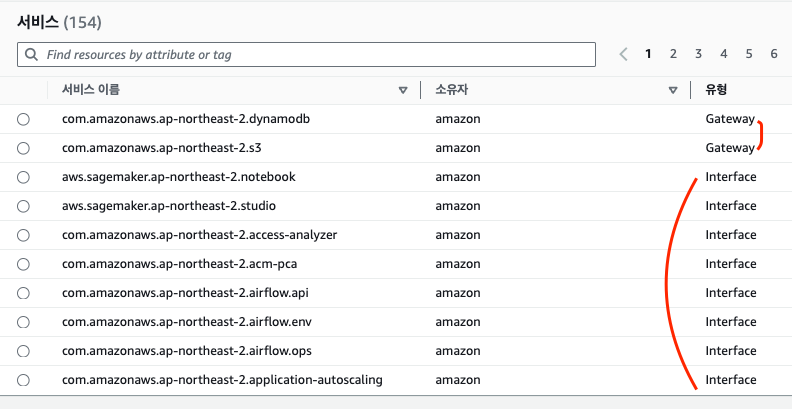 서비스 (154)
Find resources by attribute or tag
1 2 3 4 5 6
서비스 이름 소유자 유형
com.amazonaws.ap-northeast-2.dynamodb amazon Gateway
com.amazonaws.ap-northeast-2.s3 amazon Gateway
aws.sagemaker.ap-northeast-2.notebook amazon Interface
aws.sagemaker.ap-northeast-2.studio amazon Interface
com.amazonaws.ap-northeast-2.access-analyzer amazon Interface
com.amazonaws.ap-northeast-2.acm-pca amazon Interface
com.amazonaws.ap-northeast-2.airflow.api amazon Interface
com.amazonaws.ap-northeast-2.airflow.env amazon Interface
com.amazonaws.ap-northeast-2.airflow.ops amazon Interface
com.amazonaws.ap-northeast-2.application-autoscaling amazon Interface